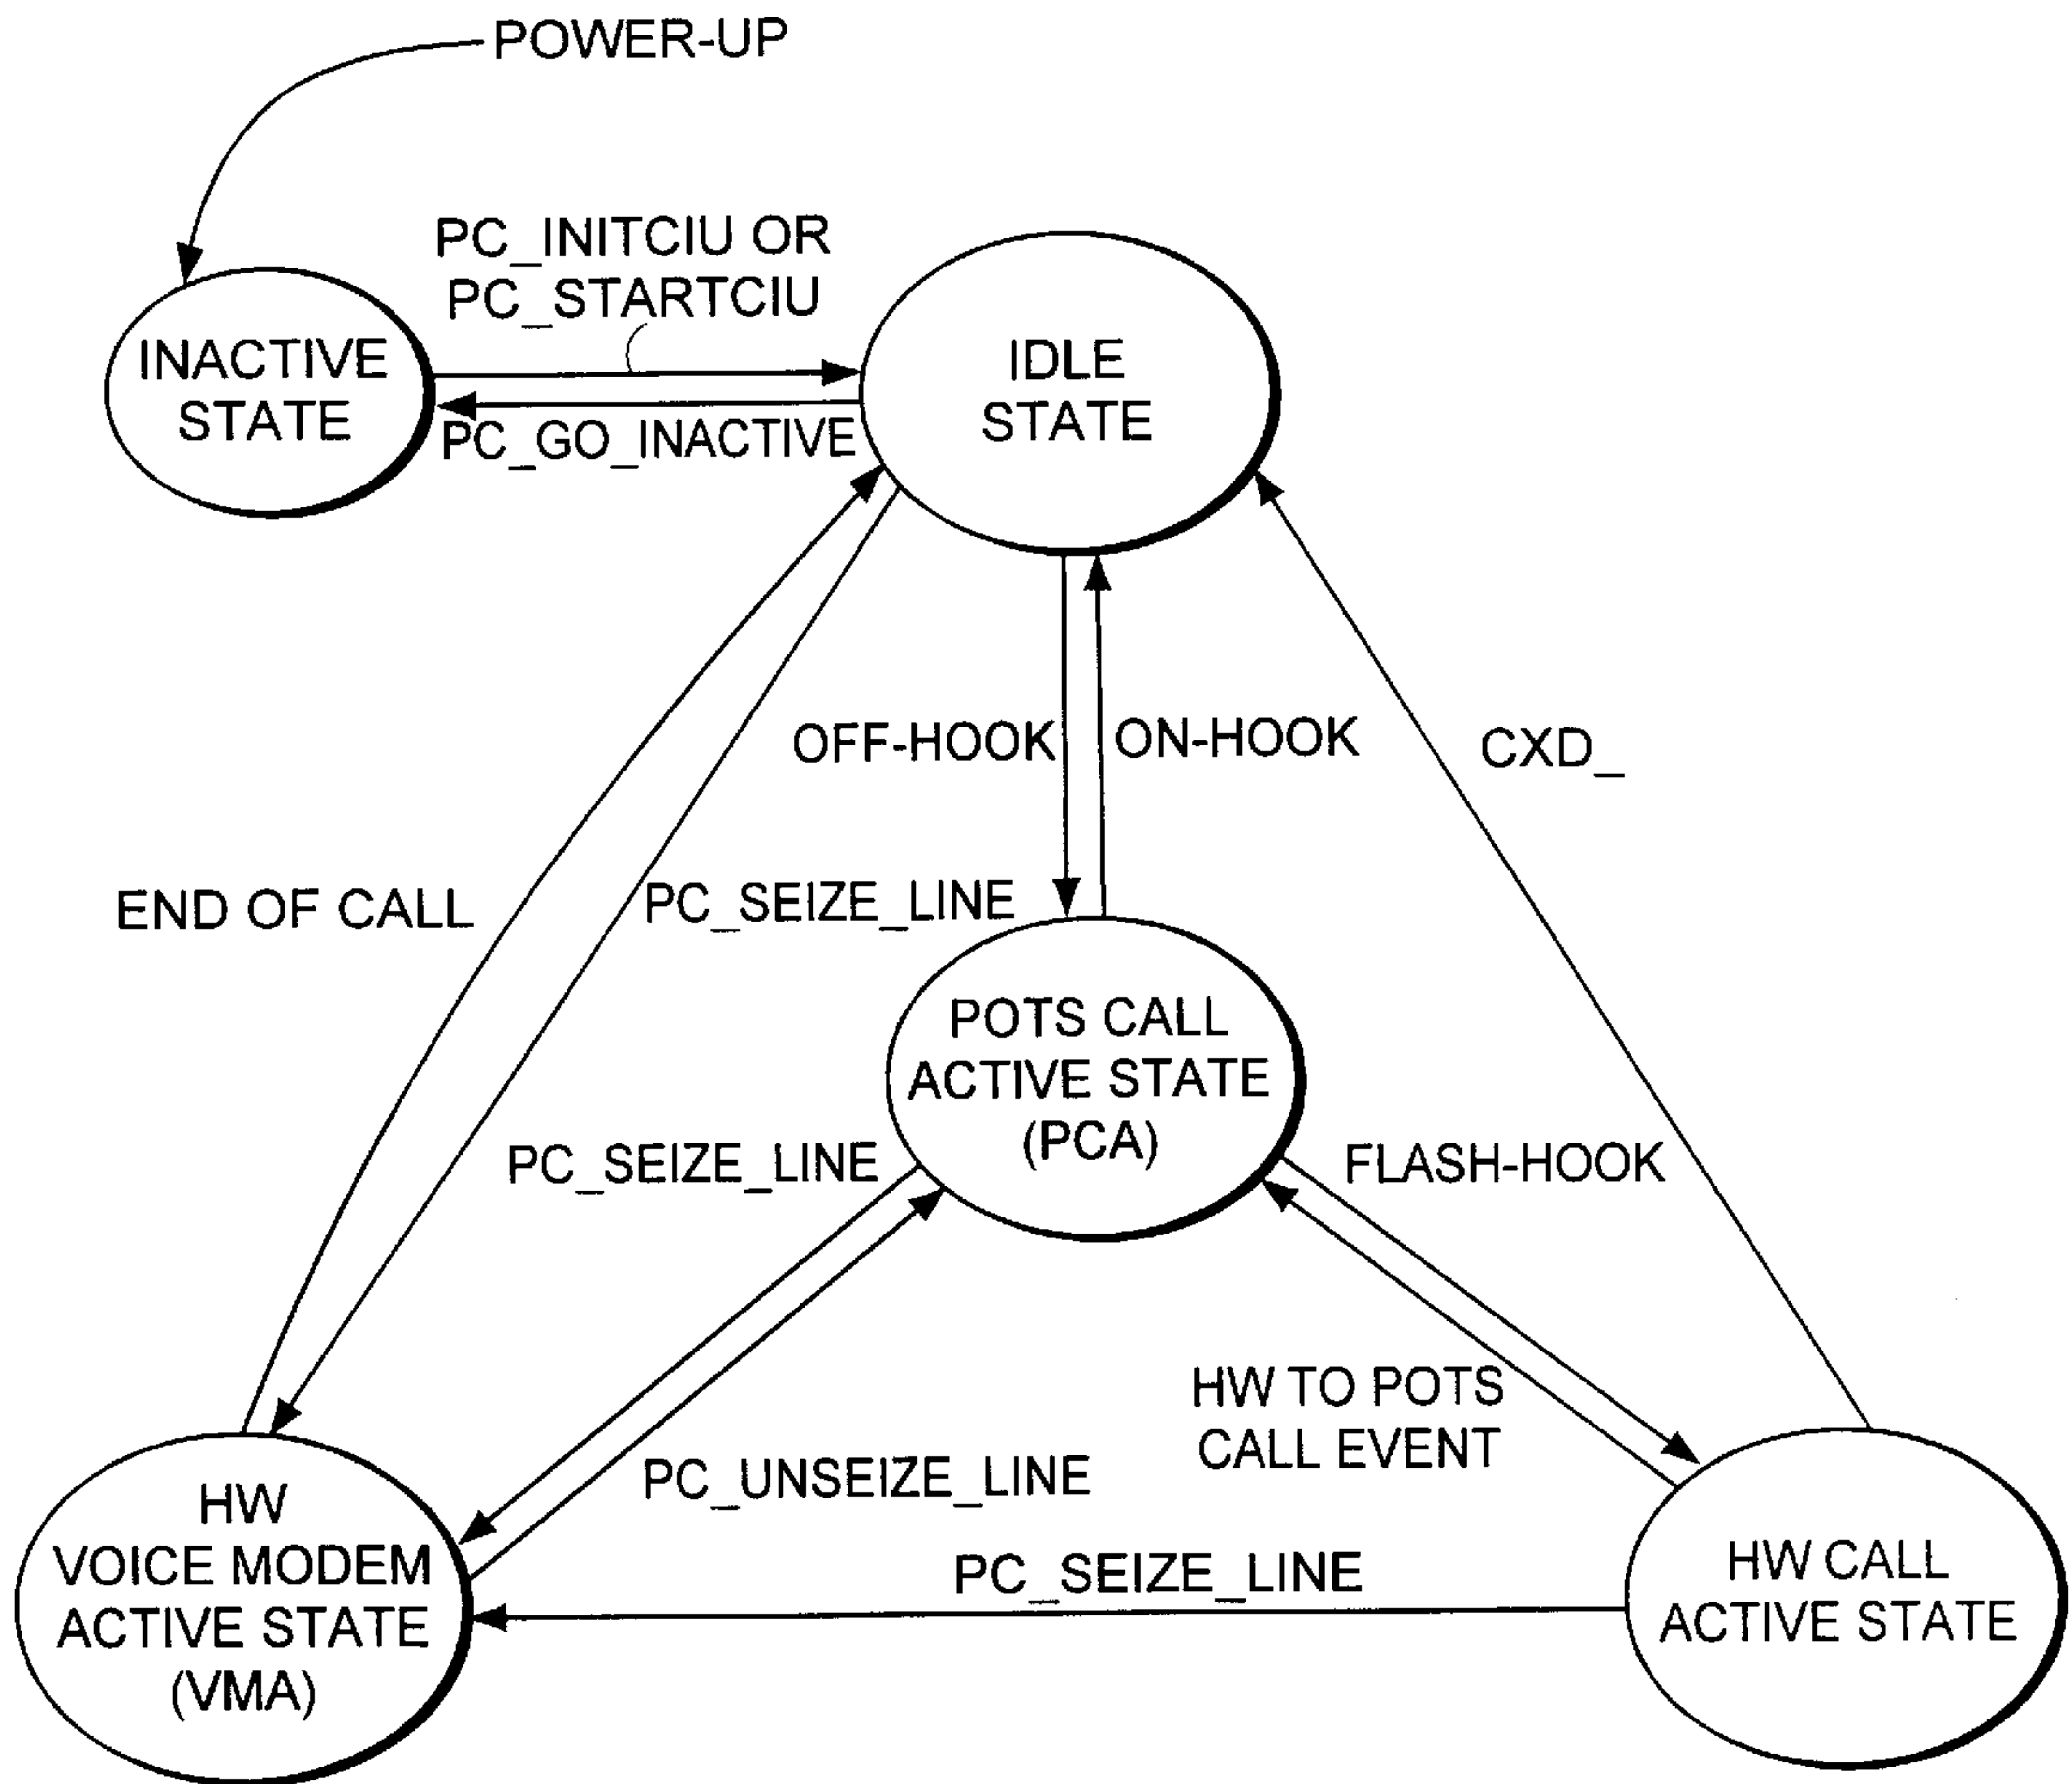 POWER-UP
PC_INITCIU OR
PC_STARTCIU
INACTIVE
STATE
IDLE
STATE
PC_GO_INACTIVE
OFF-HOOK
ON-HOOK
CXD_
END OF CALL
PC_SEIZE_LINE
POTS CALL
ACTIVE STATE
(PCA)
PC_SEIZE_LINE
FLASH-HOOK
HW TO POTS
CALL EVENT
PC_UNSEIZE_LINE
HW
VOICE MODEM
ACTIVE STATE
(VMA)
PC_SEIZE_LINE
HW CALL
ACTIVE STATE